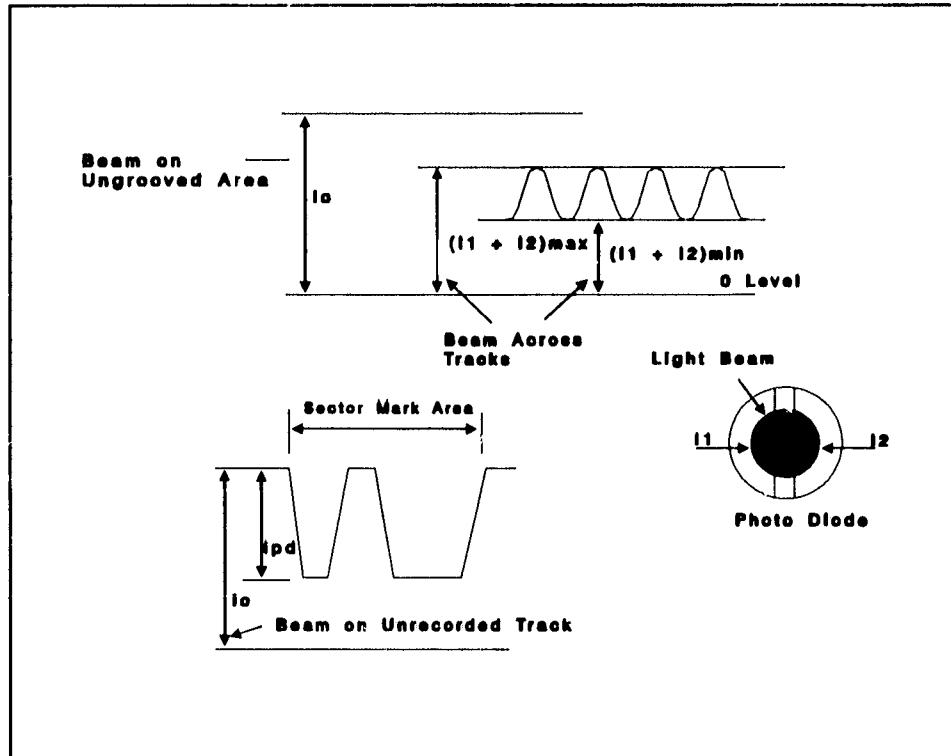 Beam on
Ungrooved Area
Io
(I1 + I2)max
(I1 + I2)min
0 Level
Beam Across
Tracks
Light Beam
Sector Mark Area
I1
I2
Photo Diode
Ipd
Io
Beam on Unrecorded Track